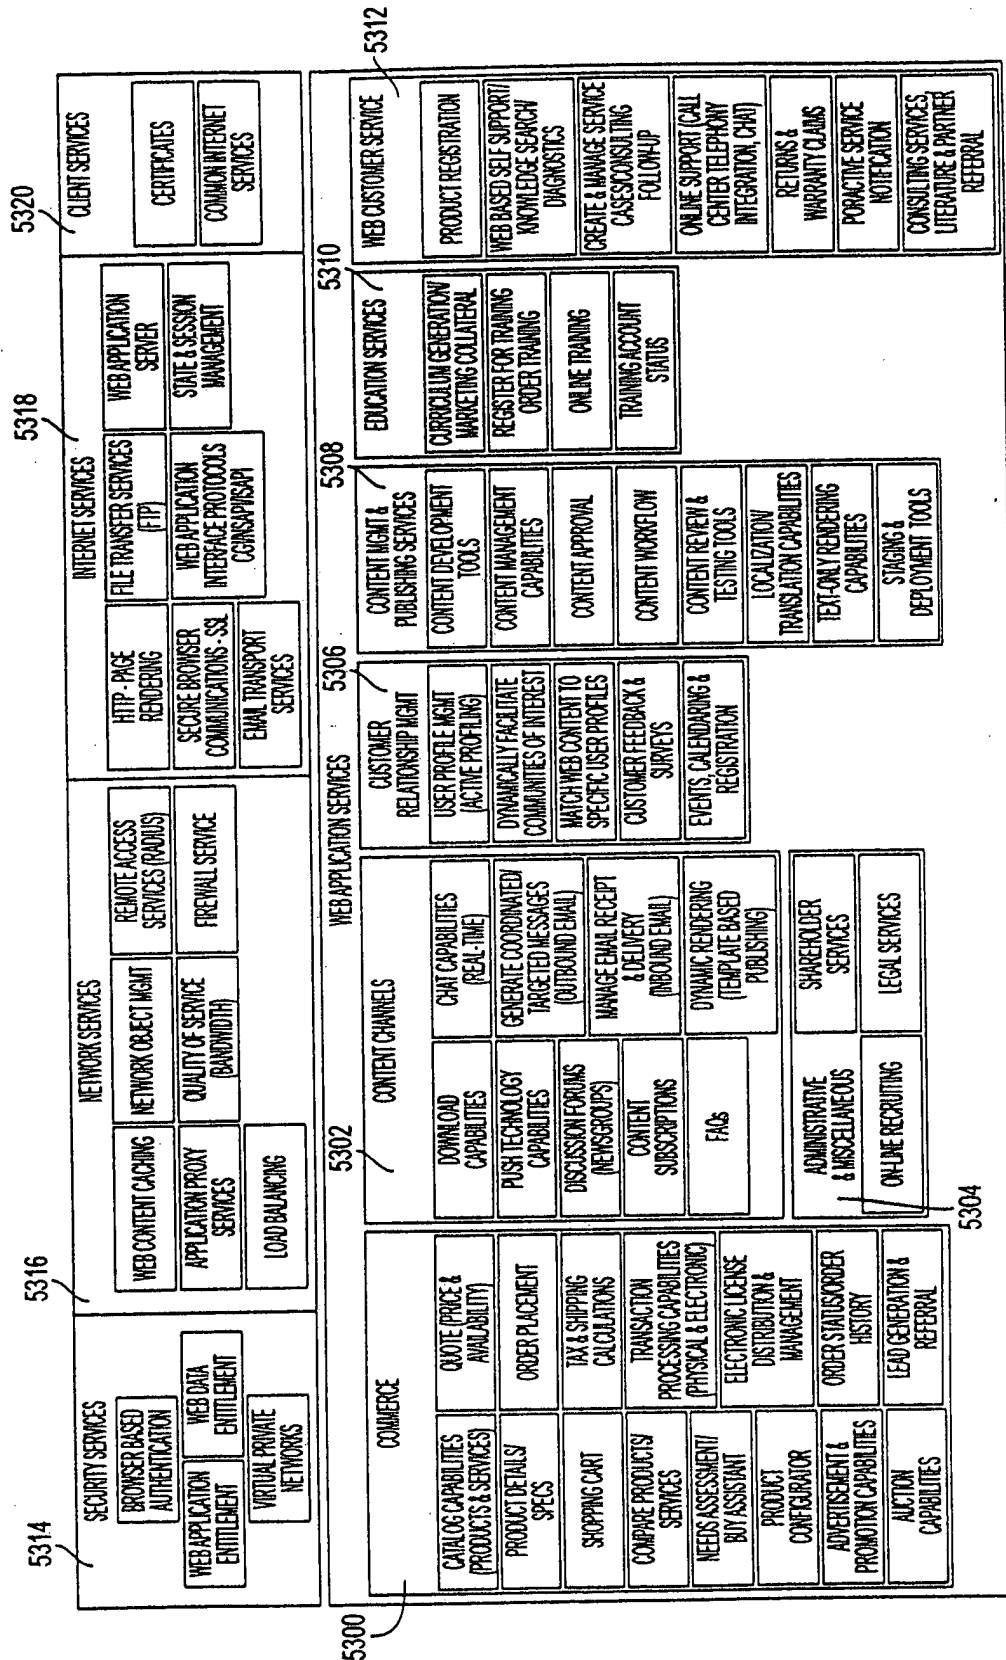 5314
5316
5318
5320
SECURITY SERVICES
BROWSER BASED
AUTHENTICATION
WEB APPLICATION
ENTITLEMENT
WEB DATA
ENTITLEMENT
VIRTUAL PRIVATE
NETWORKS
NETWORK SERVICES
WEB CONTENT CACHING
NETWORK OBJECT MGMT
REMOTE ACCESS
SERVICES (RADIUS)
APPLICATION PROXY
SERVICES
QUALITY OF SERVICE
(BANDWIDTH)
FIREWALL SERVICE
LOAD BALANCING
INTERNET SERVICES
HTTP - PAGE
RENDERING
FILE TRANSFER SERVICES
(FTP)
WEB APPLICATION
SERVER
SECURE BROWSER
COMMUNICATIONS - SSL
WEB APPLICATION
INTERFACE PROTOCOLS
CGI/NSAPI/ISAPI
STATE & SESSION
MANAGEMENT
EMAIL TRANSPORT
SERVICES
CLIENT SERVICES
CERTIFICATES
COMMON INTERNET
SERVICES
WEB APPLICATION SERVICES
5300
COMMERCE
CATALOG CAPABILITIES
(PRODUCTS & SERVICES)
QUOTE (PRICE &
AVAILABILITY)
PRODUCT DETAILS/
SPECS
ORDER PLACEMENT
SHOPPING CART
TAX & SHIPPING
CALCULATIONS
COMPARE PRODUCTS/
SERVICES
TRANSACTION
PROCESSING CAPABILITIES
(PHYSICAL & ELECTRONIC)
NEEDS ASSESSMENT/
BUY ASSISTANT
ELECTRONIC LICENSE
DISTRIBUTION &
MANAGEMENT
PRODUCT
CONFIGURATOR
ADVERTISEMENT &
PROMOTION CAPABILITIES
ORDER STATUS/ORDER
HISTORY
AUCTION
CAPABILITIES
LEAD GENERATION &
REFERRAL
5302
CONTENT CHANNELS
DOWNLOAD
CAPABILITIES
CHAT CAPABILITIES
(REAL-TIME)
PUSH TECHNOLOGY
CAPABILITIES
GENERATE COORDINATED/
TARGETED MESSAGES
(OUTBOUND EMAIL)
DISCUSSION FORUMS
(NEWSGROUPS)
MANAGE EMAIL RECEIPT
& DELIVERY
(INBOUND EMAIL)
CONTENT
SUBSCRIPTIONS
DYNAMIC RENDERING
(TEMPLATE BASED
PUBLISHING)
FAQs
5304
ADMINISTRATIVE
& MISCELLANEOUS
SHAREHOLDER
SERVICES
ON-LINE RECRUITING
LEGAL SERVICES
5306
CUSTOMER
RELATIONSHIP MGMT
USER PROFILE MGMT
(ACTIVE PROFILING)
DYNAMICALLY FACILITATE
COMMUNITIES OF INTEREST
MATCH WEB CONTENT TO
SPECIFIC USER PROFILES
CUSTOMER FEEDBACK &
SURVEYS
EVENTS, CALENDARING &
REGISTRATION
5308
CONTENT MGMT &
PUBLISHING SERVICES
CONTENT DEVELOPMENT
TOOLS
CONTENT MANAGEMENT
CAPABILITIES
CONTENT APPROVAL
CONTENT WORKFLOW
CONTENT REVIEW &
TESTING TOOLS
LOCALIZATION/
TRANSLATION CAPABILITIES
TEXT-ONLY RENDERING
CAPABILITIES
STAGING &
DEPLOYMENT TOOLS
5310
EDUCATION SERVICES
CURRICULUM GENERATION/
MARKETING COLLATERAL
REGISTER FOR TRAINING
ORDER TRAINING
ONLINE TRAINING
TRAINING ACCOUNT
STATUS
5312
WEB CUSTOMER SERVICE
PRODUCT REGISTRATION
WEB BASED SELF SUPPORT/
KNOWLEDGE SEARCH/
DIAGNOSTICS
CREATE & MANAGE SERVICE
CASES/CONSULTING
FOLLOW-UP
ONLINE SUPPORT (CALL
CENTER TELEPHONY
INTEGRATION, CHAT)
RETURNS &
WARRANTY CLAIMS
PORACTIVE SERVICE
NOTIFICATION
CONSULTING SERVICES,
LITERATURE & PARTNER
REFERRAL